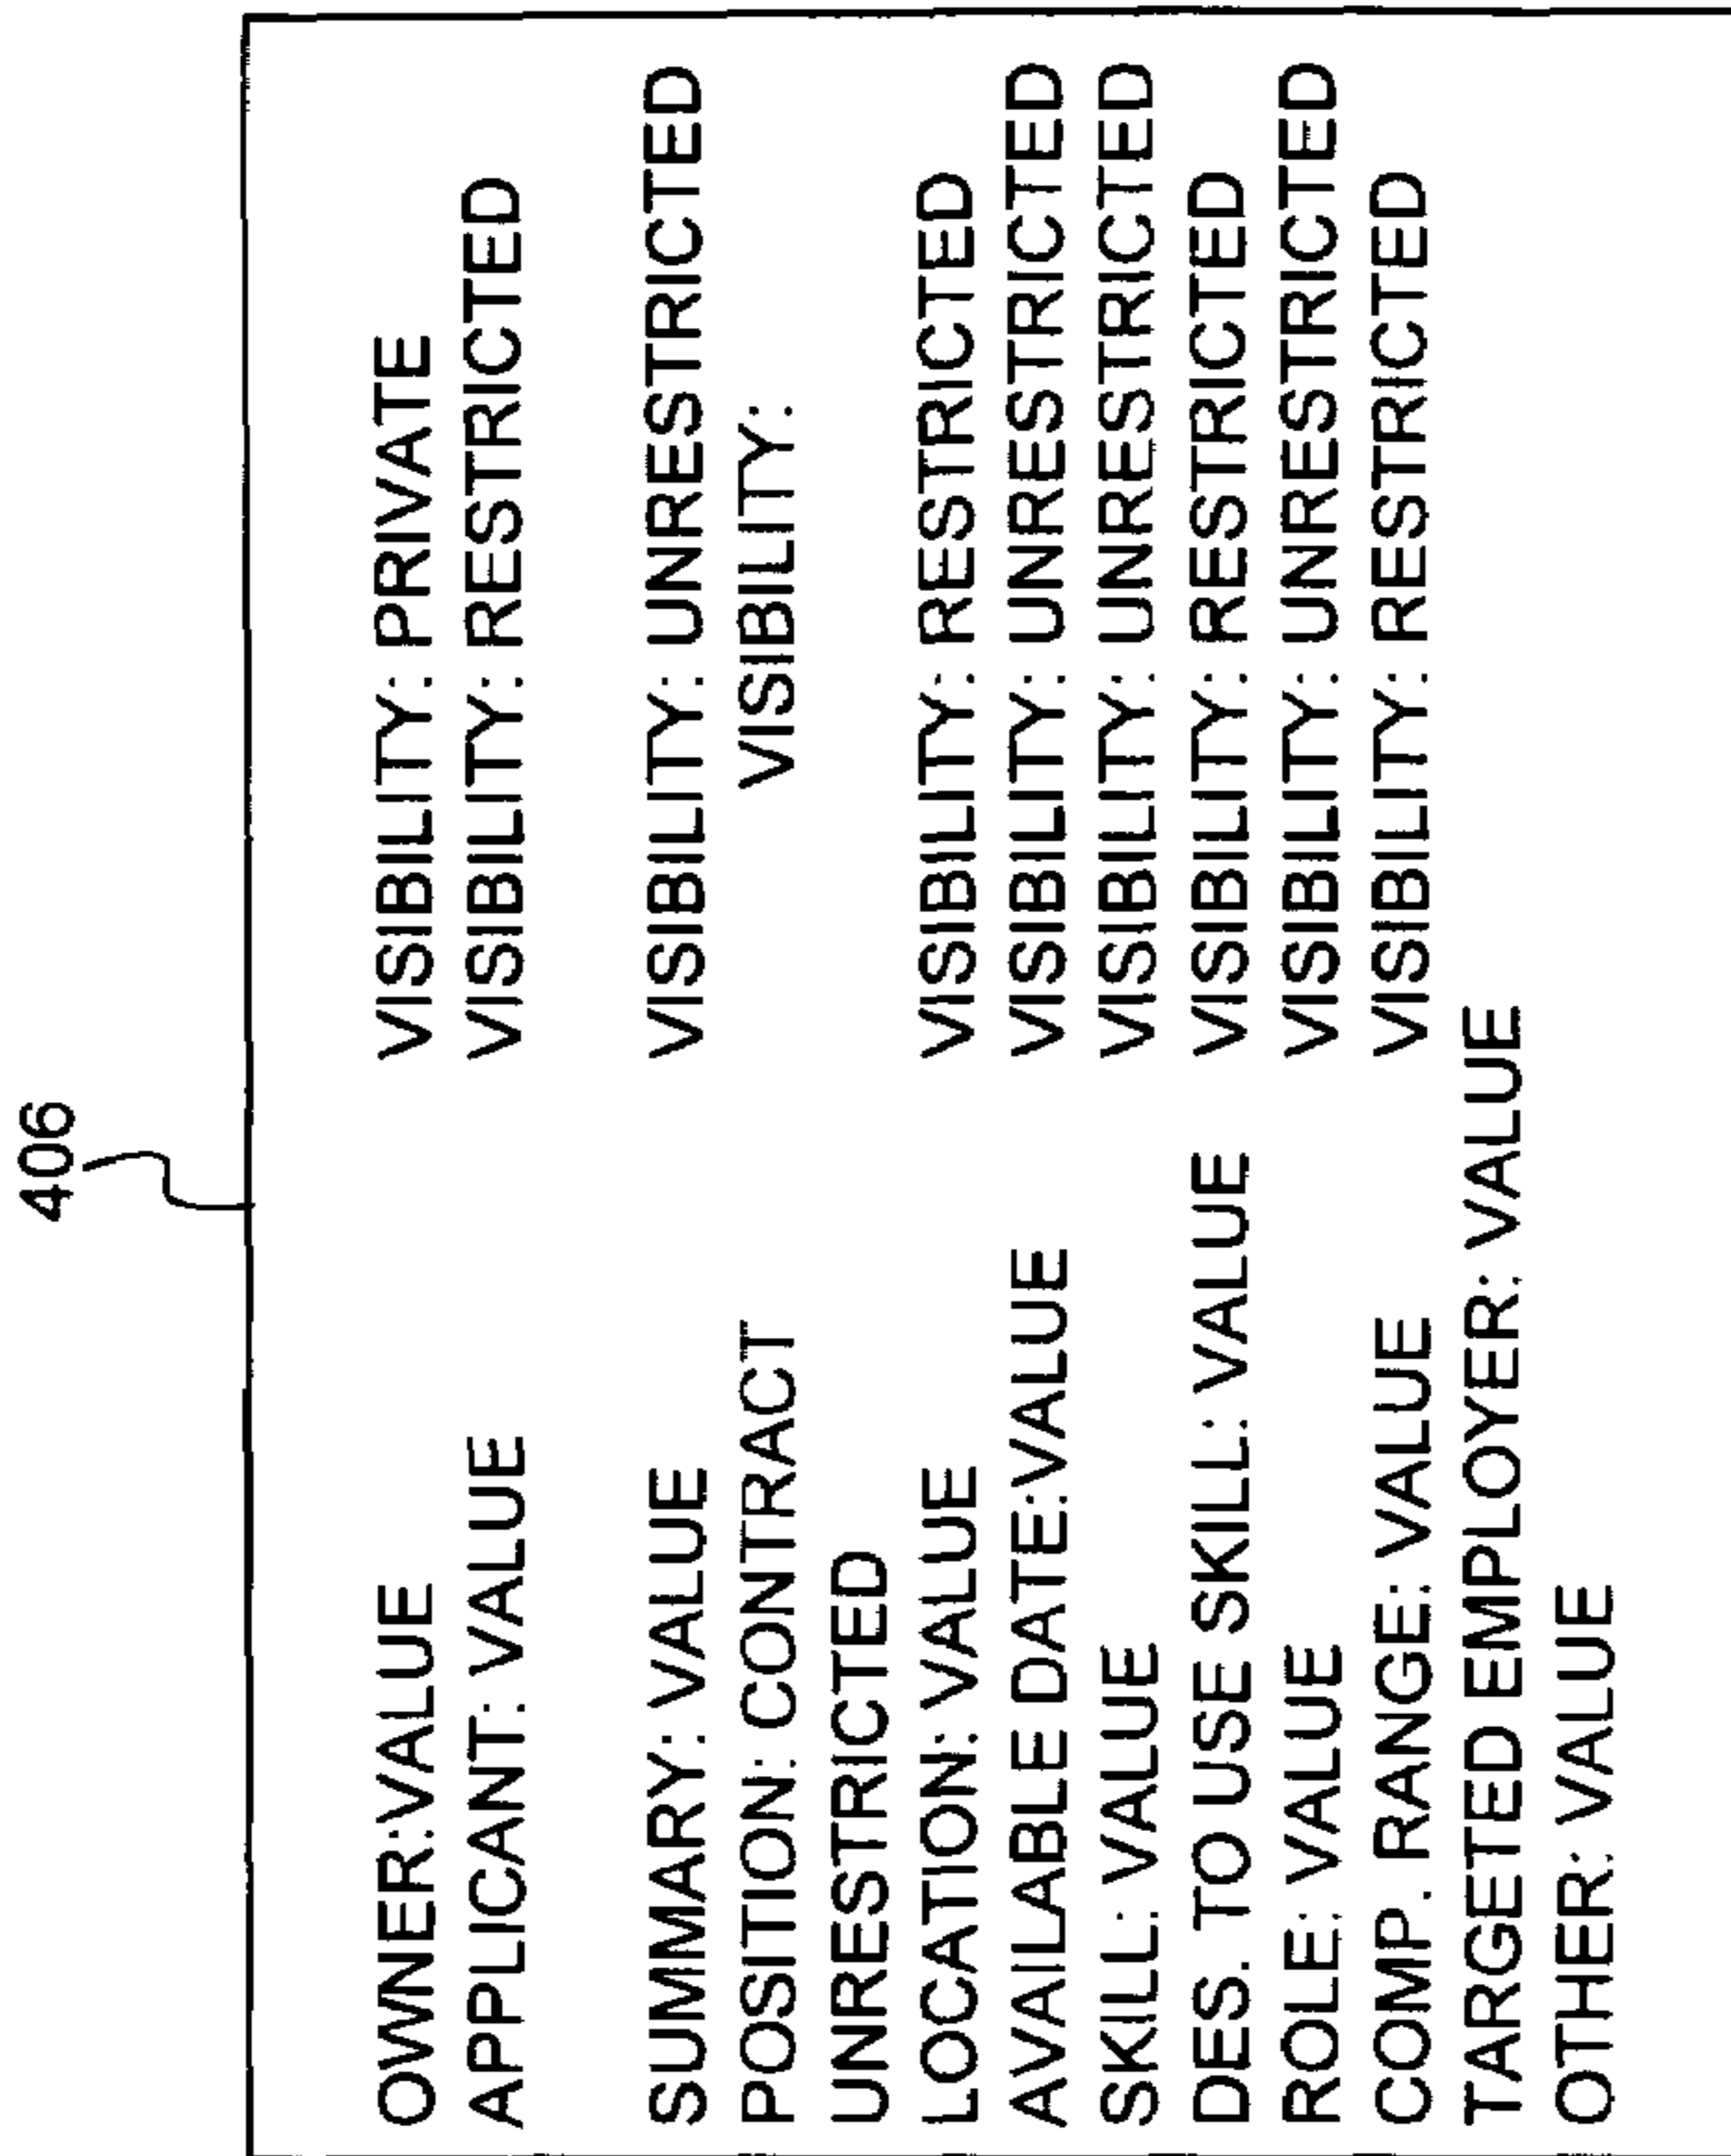 406
OWNER:VALUE VISIBILITY: PRIVATE
APPLICANT: VALUE VISIBILITY: RESTRICTED
SUMMARY: VALUE VISIBILITY: UNRESTRICTED
POSITION: CONTRACT VISIBILITY:
UNRESTRICTED
LOCATION: VALUE VISIBILITY: RESTRICTED
AVAILABLE DATE:VALUE VISIBILITY: UNRESTRICTED
SKILL: VALUE VISIBILITY: UNRESTRICTED
DES. TO USE SKILL: VALUE VISIBILITY: RESTRICTED
ROLE: VALUE VISIBILITY: UNRESTRICTED
COMP. RANGE: VALUE VISIBILITY: RESTRICTED
TARGETED EMPLOYER: VALUE
OTHER: VALUE